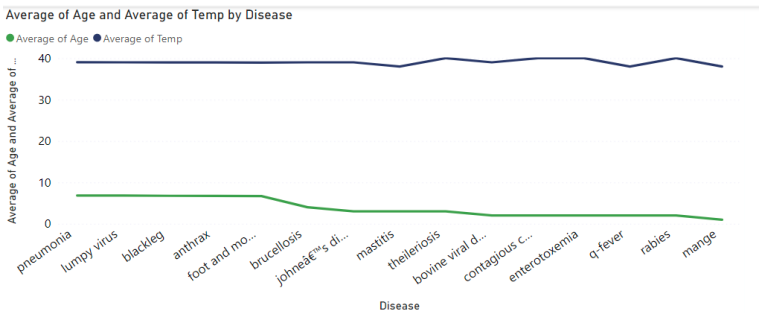 Average of Age and Average of Temp by Disease
Average of Age Average of Temp
Average of Age and Average of ...
40
30
20
10
0
pneumonia
lumpy virus
blackleg
anthrax
foot and mo...
brucellosis
johneâ€™s di...
mastitis
theileriosis
bovine viral d...
contagious c...
enterotoxemia
q-fever
rabies
mange
Disease